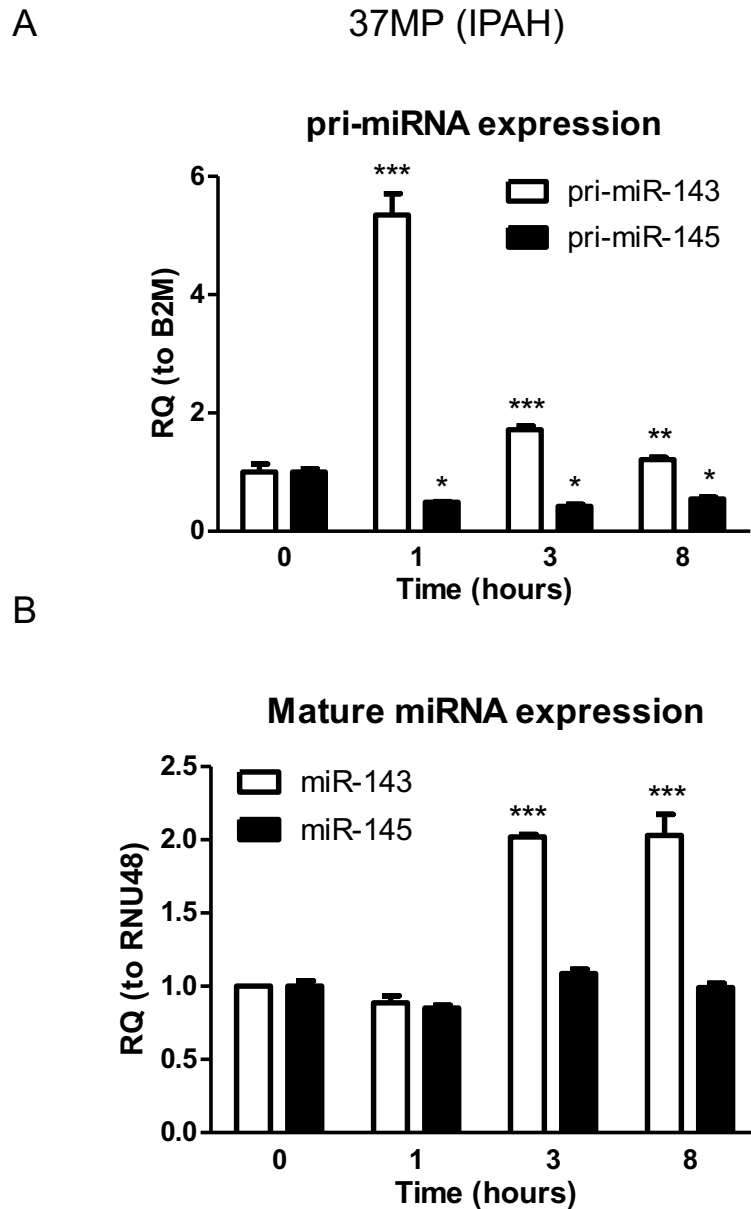 A
37MP (IPAH)
pri-miRNA expression
6
4
2
0
RQ (to B2M)
***
*
***
*
**
*
pri-miR-143
pri-miR-145
0 1 3 8
Time (hours)
B
Mature miRNA expression
2.5
2.0
1.5
1.0
0.5
0.0
RQ (to RNU48)
miR-143
miR-145
***
***
0 1 3 8
Time (hours)